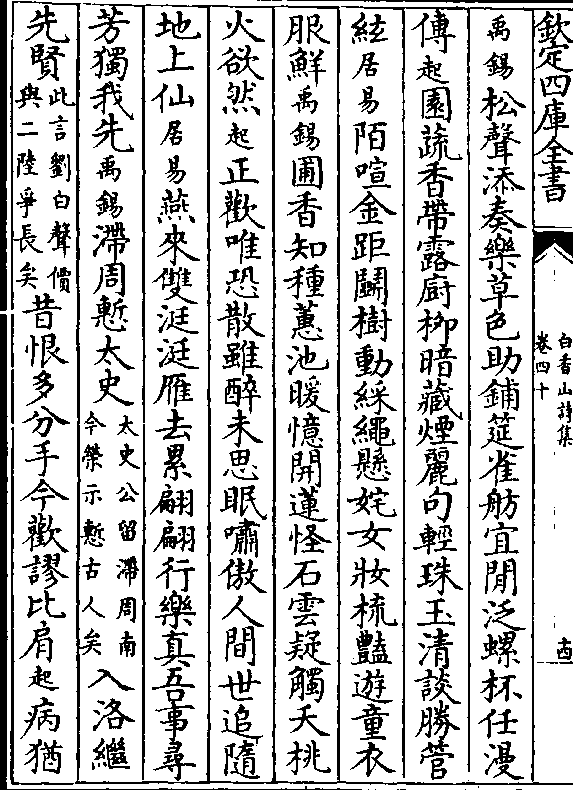 欽定四庫全書
白香山詩集
卷四十
十四
禹錫松聲添奏樂草色助鋪筵雀舫宜閒泛螺杯任漫
傳起園蔬香帶露廚柳暗藏煙麗句輕珠玉清談勝管
絃居易陌喧金距鬭樹動綵繩懸姹女妝梳豔遊童衣
服鮮禹錫圃香知種蕙池暖憶開蓮怪石雲疑觸夭桃
火欲然起正歡唯恐散雖醉未思眠嘯傲人間世追隨
地上仙居易燕來雙涎涎雁去累翩翩行樂真吾事尋
芳獨我先禹錫滯周慙太史太史公留滯周南今榮示慙古人矣入洛繼
先賢此言劉白聲價與二陸爭長矣昔恨多分手今歡謬比肩起病猶